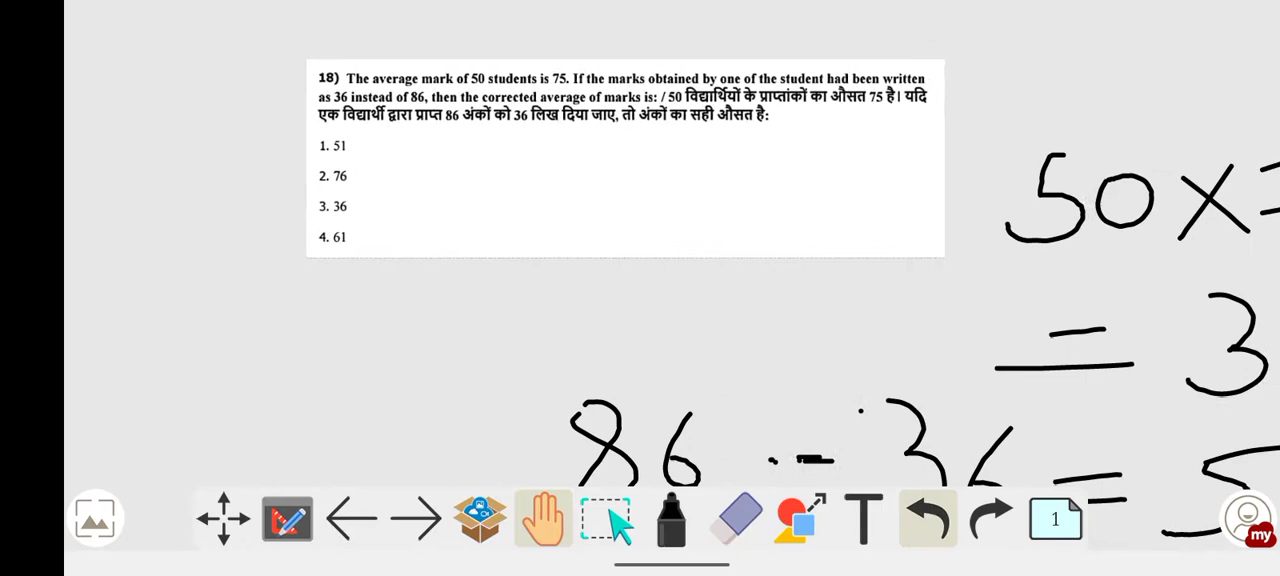 18) The average mark of 50 students is 75. If the marks obtained by one of the student had been written
as 36 instead of 86, then the corrected average of marks is: / 50 विद्यार्थियों के प्राप्तांकों का औसत 75 है। यदि
एक विद्यार्थी द्वारा प्राप्त 86 अंकों को 36 लिख दिया जाए, तो अंकों का सही औसत है:
1. 51
2. 76
3. 36
4. 61
50 x =
= 3
86 - 36 = 5
T
1
my